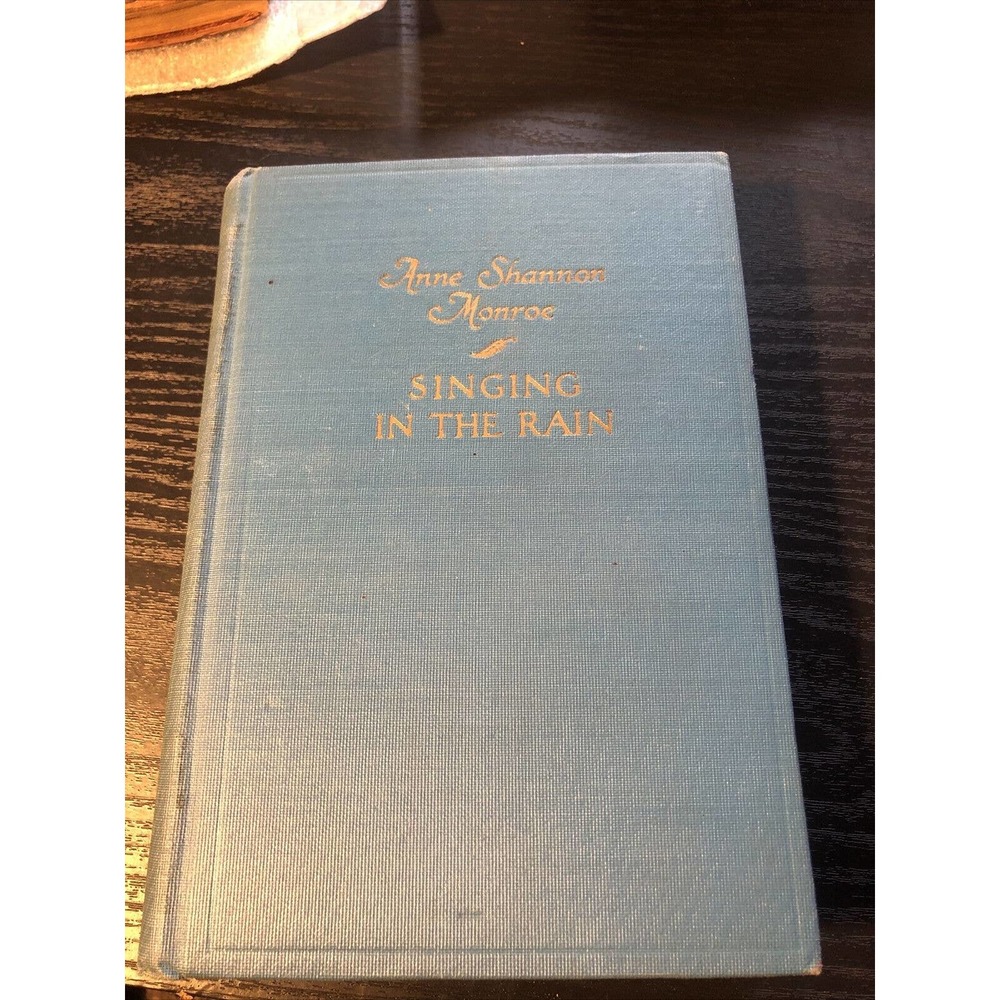 Anne Shannon
Monroe
SINGING
IN THE RAIN